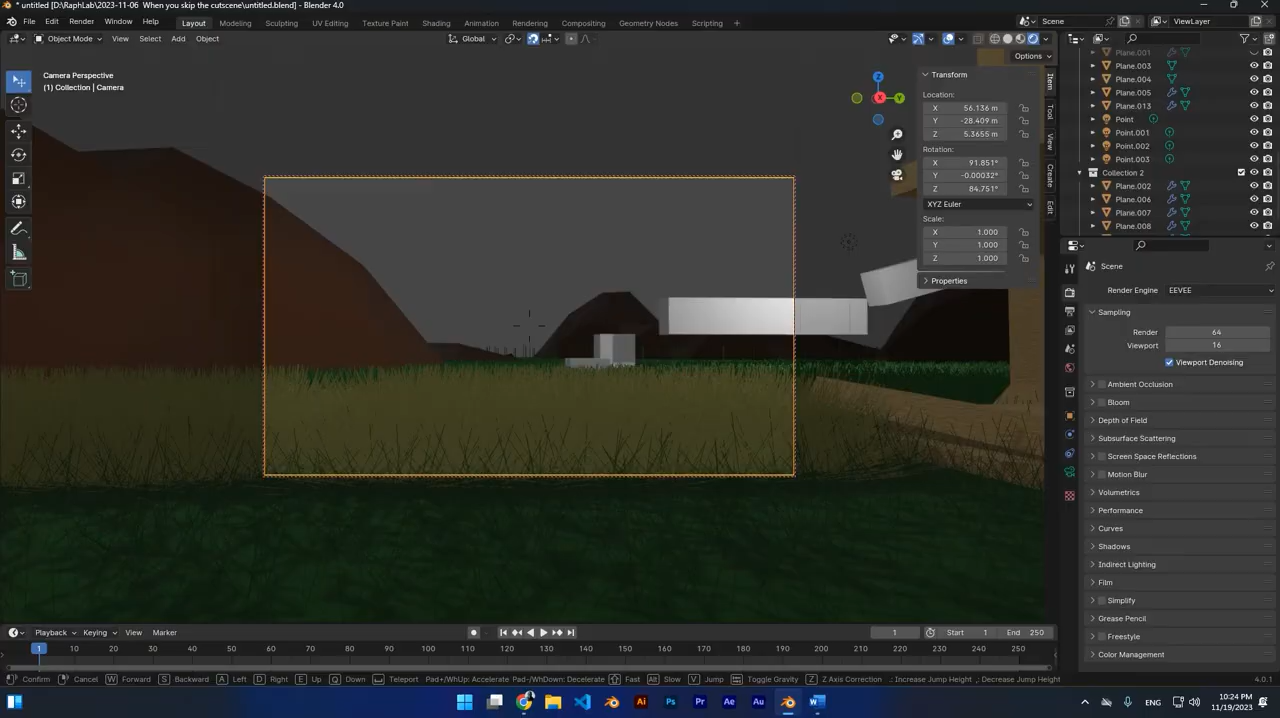 * untitled [D:\RaphLab\2023-11-06  When you skip the cutscene\untitled.blend] - Blender 4.0
File Edit Render Window Help Layout Modeling Sculpting UV Editing Texture Paint Shading Animation Rendering Compositing Geometry Nodes Scripting Scene ViewLayer
Object Mode View Select Add Object Global
Options
Camera Perspective
(1) Collection | Camera
Transform
Location:
X 56.136 m
Y -28.409 m
Z 5.3655 m
Rotation:
X 91.851°
Y -0.00032°
Z 84.751°
XYZ Euler
Scale:
X 1.000
Y 1.000
Z 1.000
Properties
Item
Tool
View
Create
Edit
Z
X
Y
Plane.001
Plane.003
Plane.004
Plane.005
Plane.013
Point
Point.001
Point.002
Point.003
Collection 2
Plane.002
Plane.006
Plane.007
Plane.008
Scene
Render Engine EEVEE
Sampling
Render 64
Viewport 16
Viewport Denoising
Ambient Occlusion
Bloom
Depth of Field
Subsurface Scattering
Screen Space Reflections
Motion Blur
Volumetrics
Performance
Curves
Shadows
Indirect Lighting
Film
Simplify
Grease Pencil
Freestyle
Color Management
Playback Keying View Marker 1 Start 1 End 250
1 10 20 30 40 50 60 70 80 90 100 110 120 130 140 150 160 170 180 190 200 210 220 230 240 250
Confirm Cancel W Forward S Backward A Left D Right E Up Q Down Teleport Pad+/WhUp: Accelerate Pad-/WhDown: Decelerate Fast Alt Slow V Jump Toggle Gravity Z Z Axis Correction .: Increase Jump Height ,: Decrease Jump Height 4.0.1
Ai Ps Pr Ae Au W ENG 10:24 PM
11/19/2023